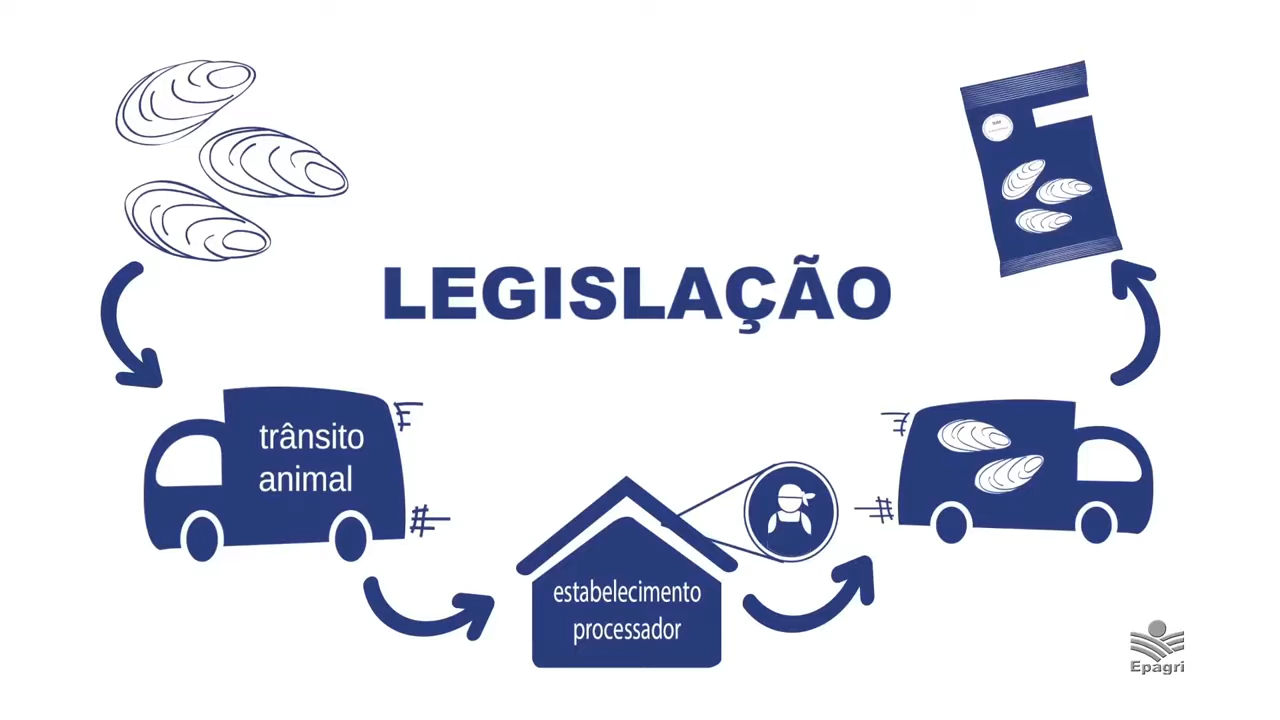 LEGISLAÇÃO
trânsito
animal
estabelecimento
processador
Epagri